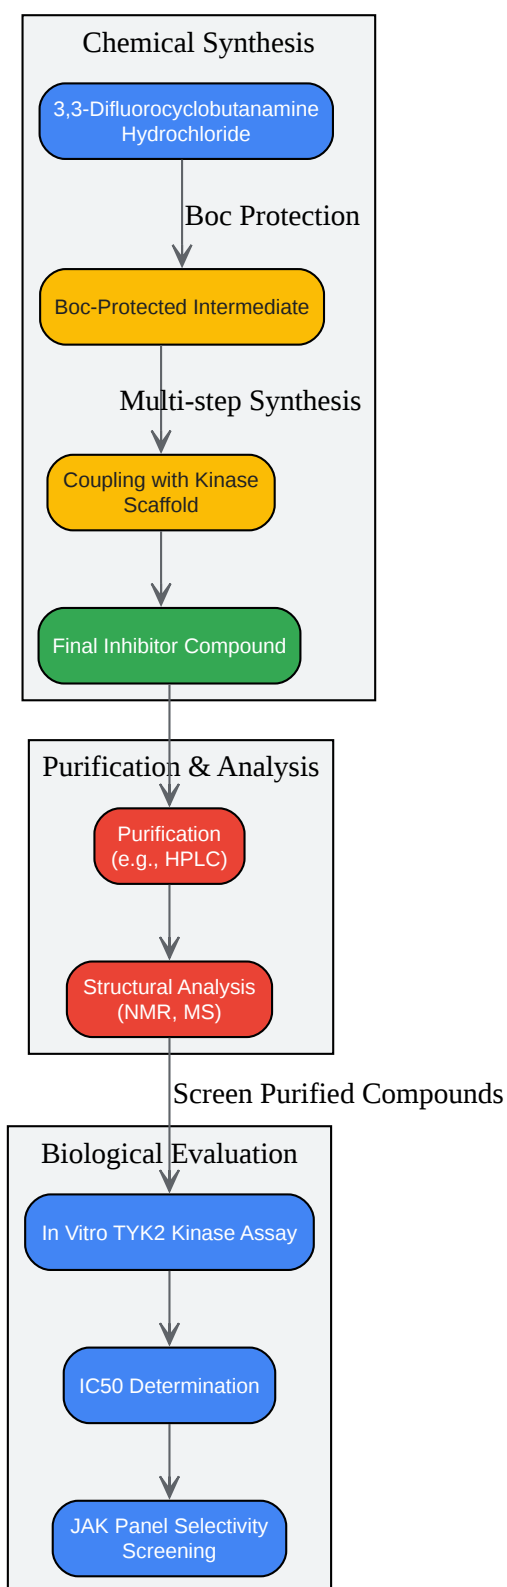 Chemical Synthesis
3,3-Difluorocyclobutanamine
Hydrochloride
Boc Protection
Boc-Protected Intermediate
Multi-step Synthesis
Coupling with Kinase
Scaffold
Final Inhibitor Compound
Purification & Analysis
Purification
(e.g., HPLC)
Structural Analysis
(NMR, MS)
Screen Purified Compounds
Biological Evaluation
In Vitro TYK2 Kinase Assay
IC50 Determination
JAK Panel Selectivity
Screening